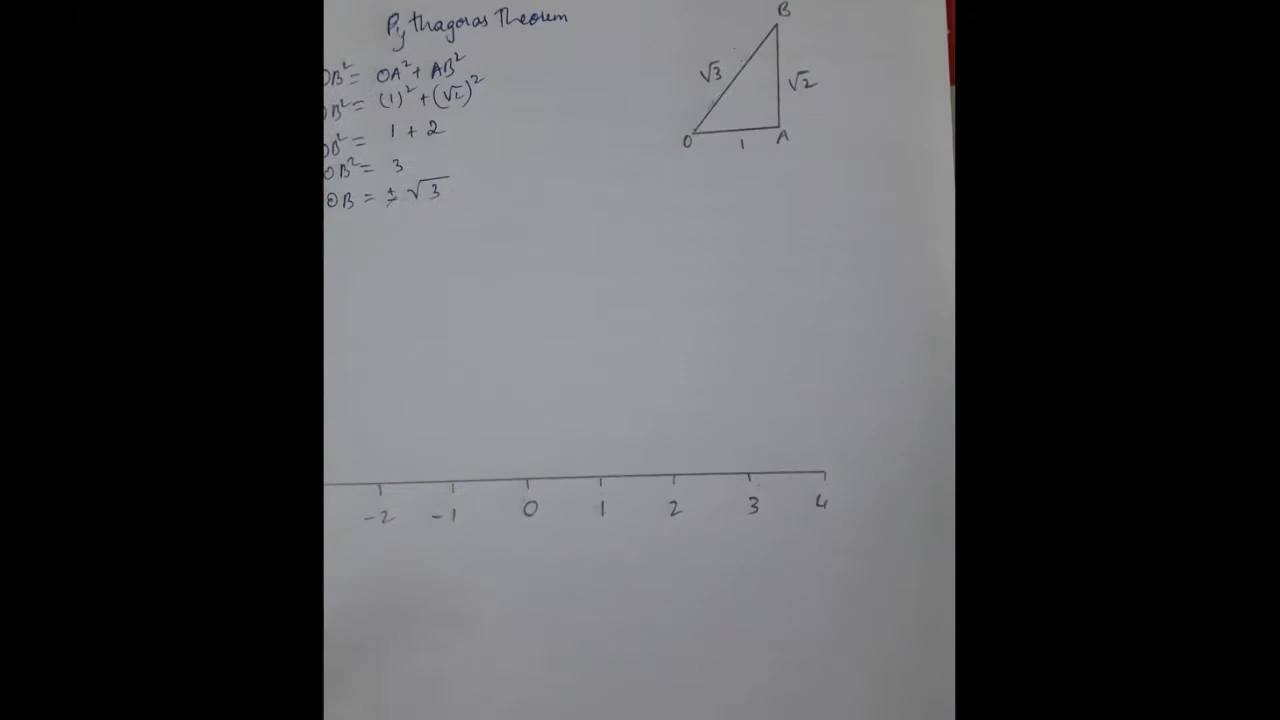 Pythagoras Theorem
OB² = OA² + AB²
OB² = (1)² + (√2)²
OB² = 1 + 2
OB² = 3
OB = ± √3
B
√3
√2
O
1
A
-2 -1 0 1 2 3 4